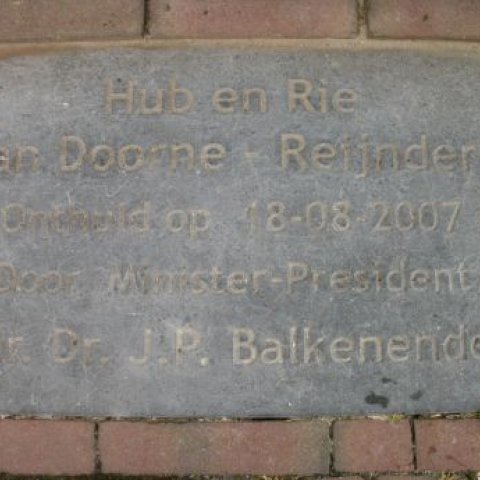 Hub en Rie
an Doorne - Reijnder
Onthuld op 18-08-2007
Door Minister-President
r. Dr. J.P. Balkenende